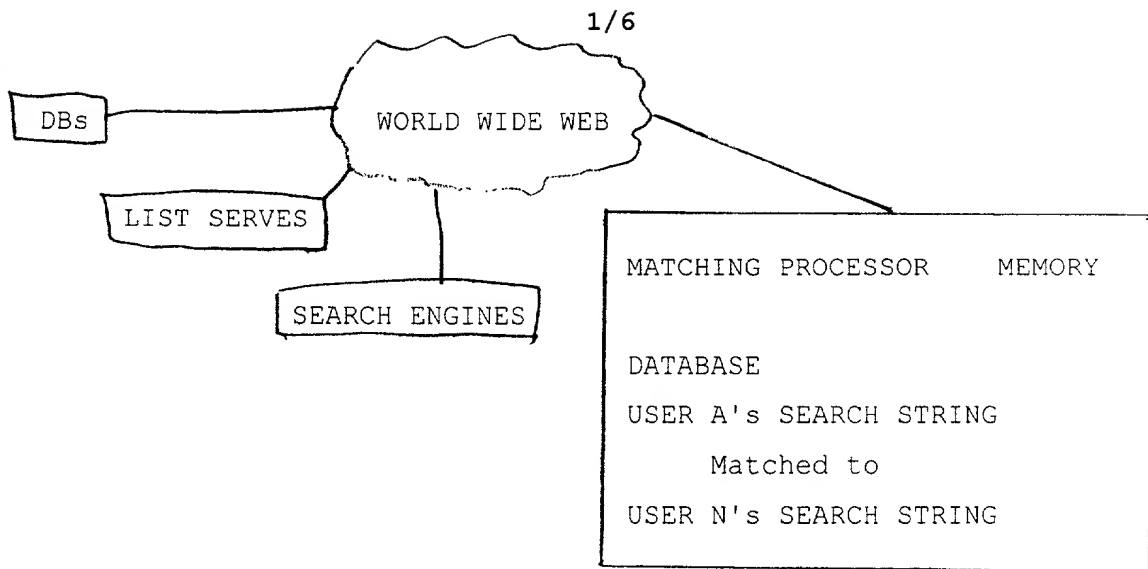 1/6
DBs
WORLD WIDE WEB
LIST SERVES
SEARCH ENGINES
MATCHING PROCESSOR MEMORY
DATABASE
USER A's SEARCH STRING
Matched to
USER N's SEARCH STRING